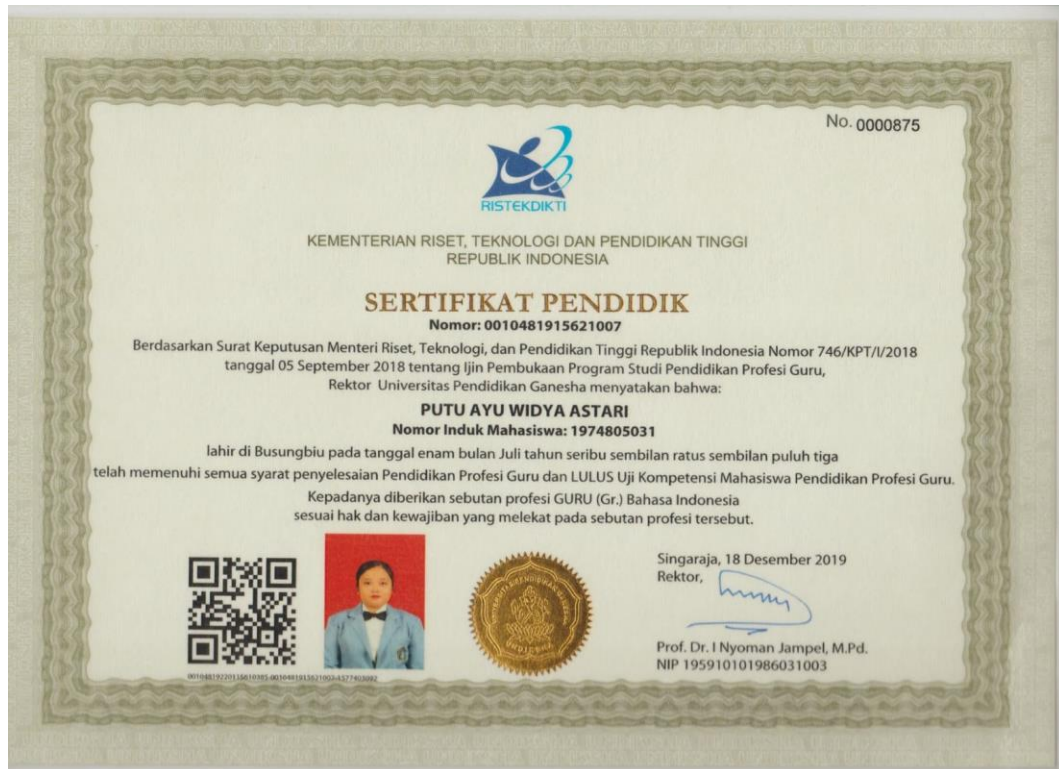 No. 0000875
RISTEKDIKTI
KEMENTERIAN RISET, TEKNOLOGI DAN PENDIDIKAN TINGGI
REPUBLIK INDONESIA
SERTIFIKAT PENDIDIK
Nomor: 0010481915621007
Berdasarkan Surat Keputusan Menteri Riset, Teknologi, dan Pendidikan Tinggi Republik Indonesia Nomor 746/KPT/I/2018
tanggal 05 September 2018 tentang Ijin Pembukaan Program Studi Pendidikan Profesi Guru,
Rektor Universitas Pendidikan Ganesha menyatakan bahwa:
PUTU AYU WIDYA ASTARI
Nomor Induk Mahasiswa: 1974805031
lahir di Busungbiu pada tanggal enam bulan Juli tahun seribu sembilan ratus sembilan puluh tiga
telah memenuhi semua syarat penyelesaian Pendidikan Profesi Guru dan LULUS Uji Kompetensi Mahasiswa Pendidikan Profesi Guru.
Kepadanya diberikan sebutan profesi GURU (Gr.) Bahasa Indonesia
sesuai hak dan kewajiban yang melekat pada sebutan profesi tersebut.
Singaraja, 18 Desember 2019
Rektor,
Prof. Dr. I Nyoman Jampel, M.Pd.
NIP 195910101986031003